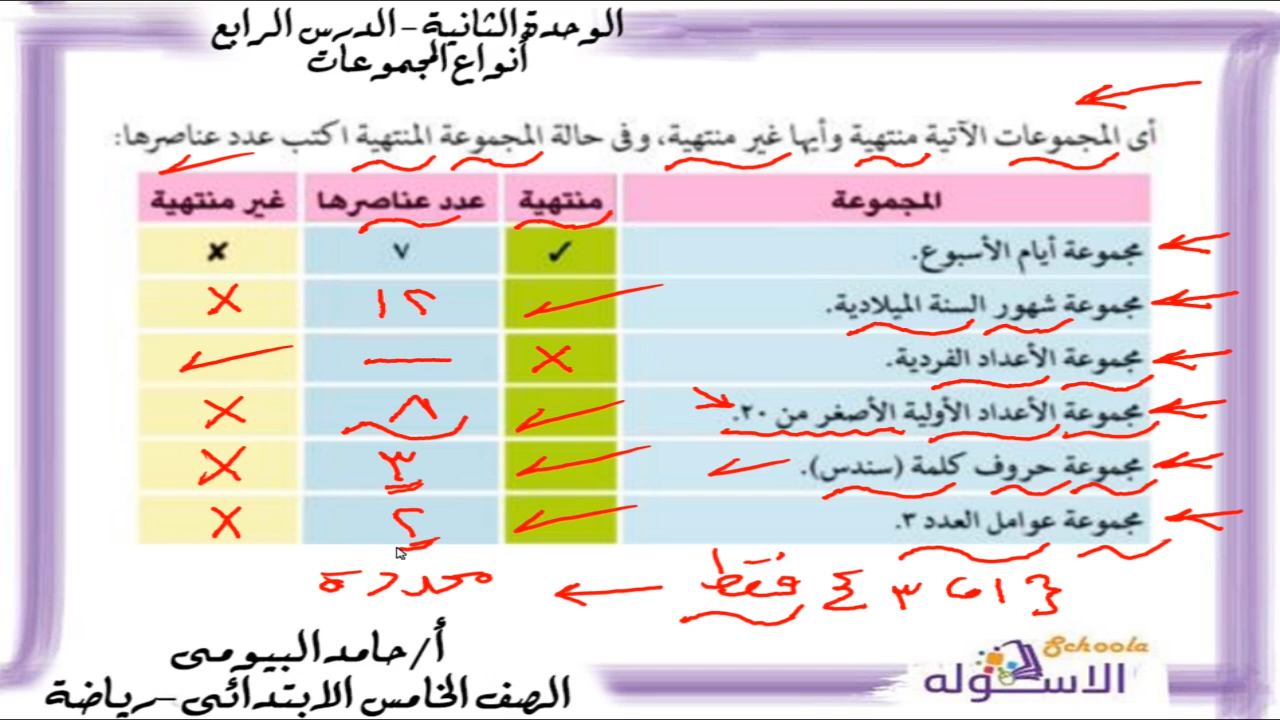 الوحدة الثانية - الدرس الرابع
أنواع المجموعات
أى المجموعات الآتية منتهية وأيها غير منتهية، وفى حالة المجموعة المنتهية اكتب عدد عناصرها:
المجموعة منتهية عدد عناصرها غير منتهية
مجموعة أيام الأسبوع. ✓ ٧ ✗
مجموعة شهور السنة الميلادية. ✓ ١٢ ✗
مجموعة الأعداد الفردية. ✗ — ✓
مجموعة الأعداد الأولية الأصغر من ٢٠. ✓ ٨ ✗
مجموعة حروف كلمة (سندس). ✓ ٣ ✗
مجموعة عوامل العدد ٣. ✓ ٢ ✗
{١ ، ٣} فقط ← محددة
أ/ حامد البيومى
الصف الخامس الابتدائى - رياضة
Schoola
الاسكوله